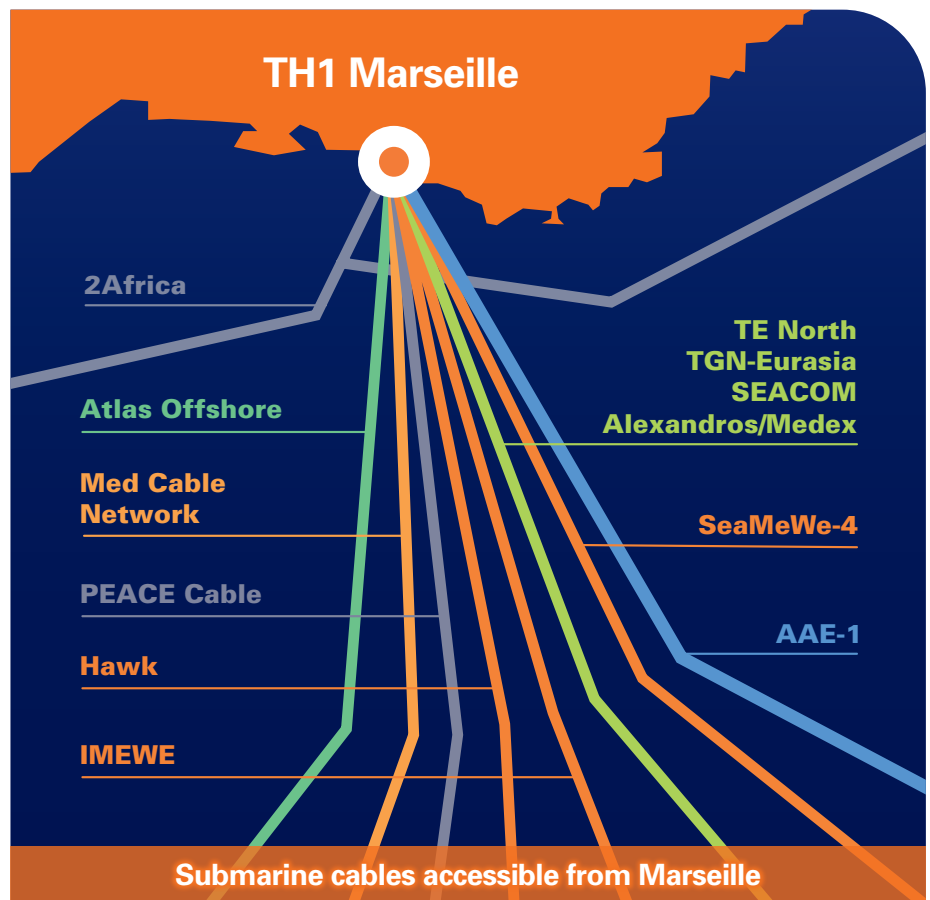 TH1 Marseille
2Africa
Atlas Offshore
Med Cable
Network
PEACE Cable
Hawk
IMEWE
TE North
TGN-Eurasia
SEACOM
Alexandros/Medex
SeaMeWe-4
AAE-1
Submarine cables accessible from Marseille